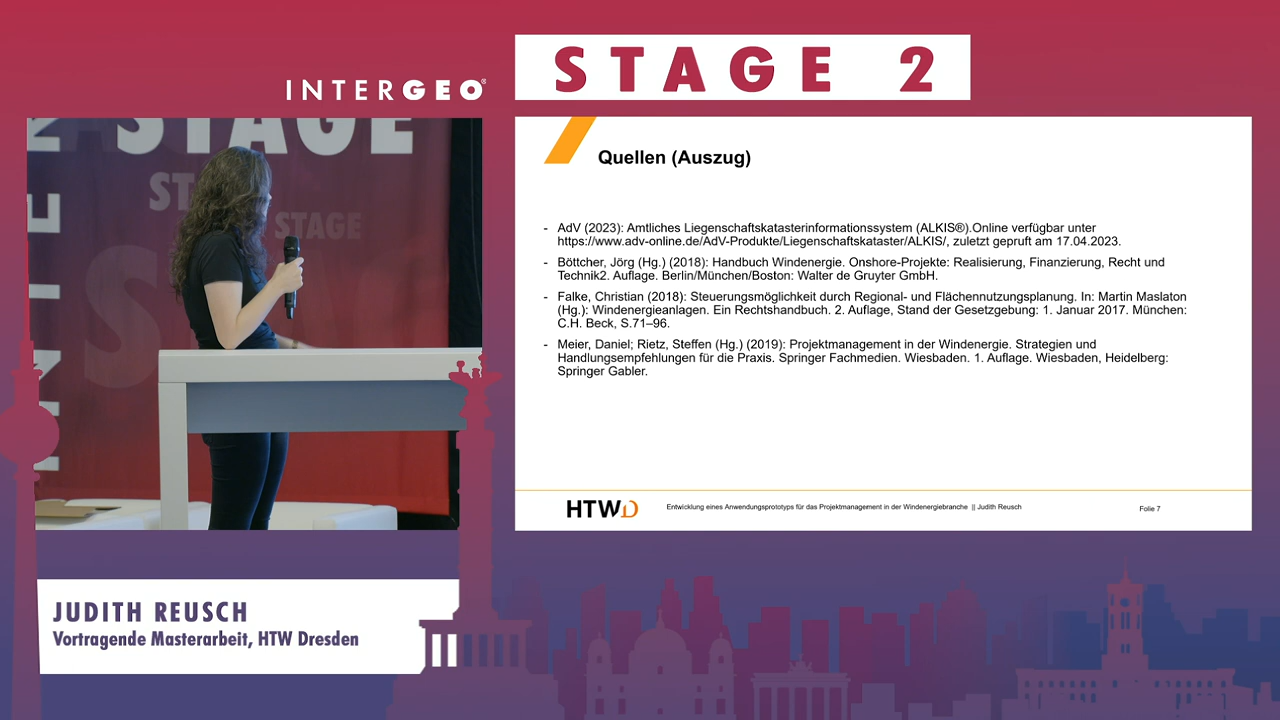 INTERGEO®
STAGE 2
STAGE
ST
STAGE
S
INTER
Quellen (Auszug)
- AdV (2023): Amtliches Liegenschaftskatasterinformationssystem (ALKIS®).Online verfügbar unter
https://www.adv-online.de/AdV-Produkte/Liegenschaftskataster/ALKIS/, zuletzt gepruft am 17.04.2023.
- Böttcher, Jörg (Hg.) (2018): Handbuch Windenergie. Onshore-Projekte: Realisierung, Finanzierung, Recht und
Technik2. Auflage. Berlin/München/Boston: Walter de Gruyter GmbH.
- Falke, Christian (2018): Steuerungsmöglichkeit durch Regional- und Flächennutzungsplanung. In: Martin Maslaton
(Hg.): Windenergieanlagen. Ein Rechtshandbuch. 2. Auflage, Stand der Gesetzgebung: 1. Januar 2017. München:
C.H. Beck, S.71–96.
- Meier, Daniel; Rietz, Steffen (Hg.) (2019): Projektmanagement in der Windenergie. Strategien und
Handlungsempfehlungen für die Praxis. Springer Fachmedien. Wiesbaden. 1. Auflage. Wiesbaden, Heidelberg:
Springer Gabler.
HTWD
Entwicklung eines Anwendungsprototyps für das Projektmanagement in der Windenergiebranche || Judith Reusch
Folie 7
JUDITH REUSCH
Vortragende Masterarbeit, HTW Dresden